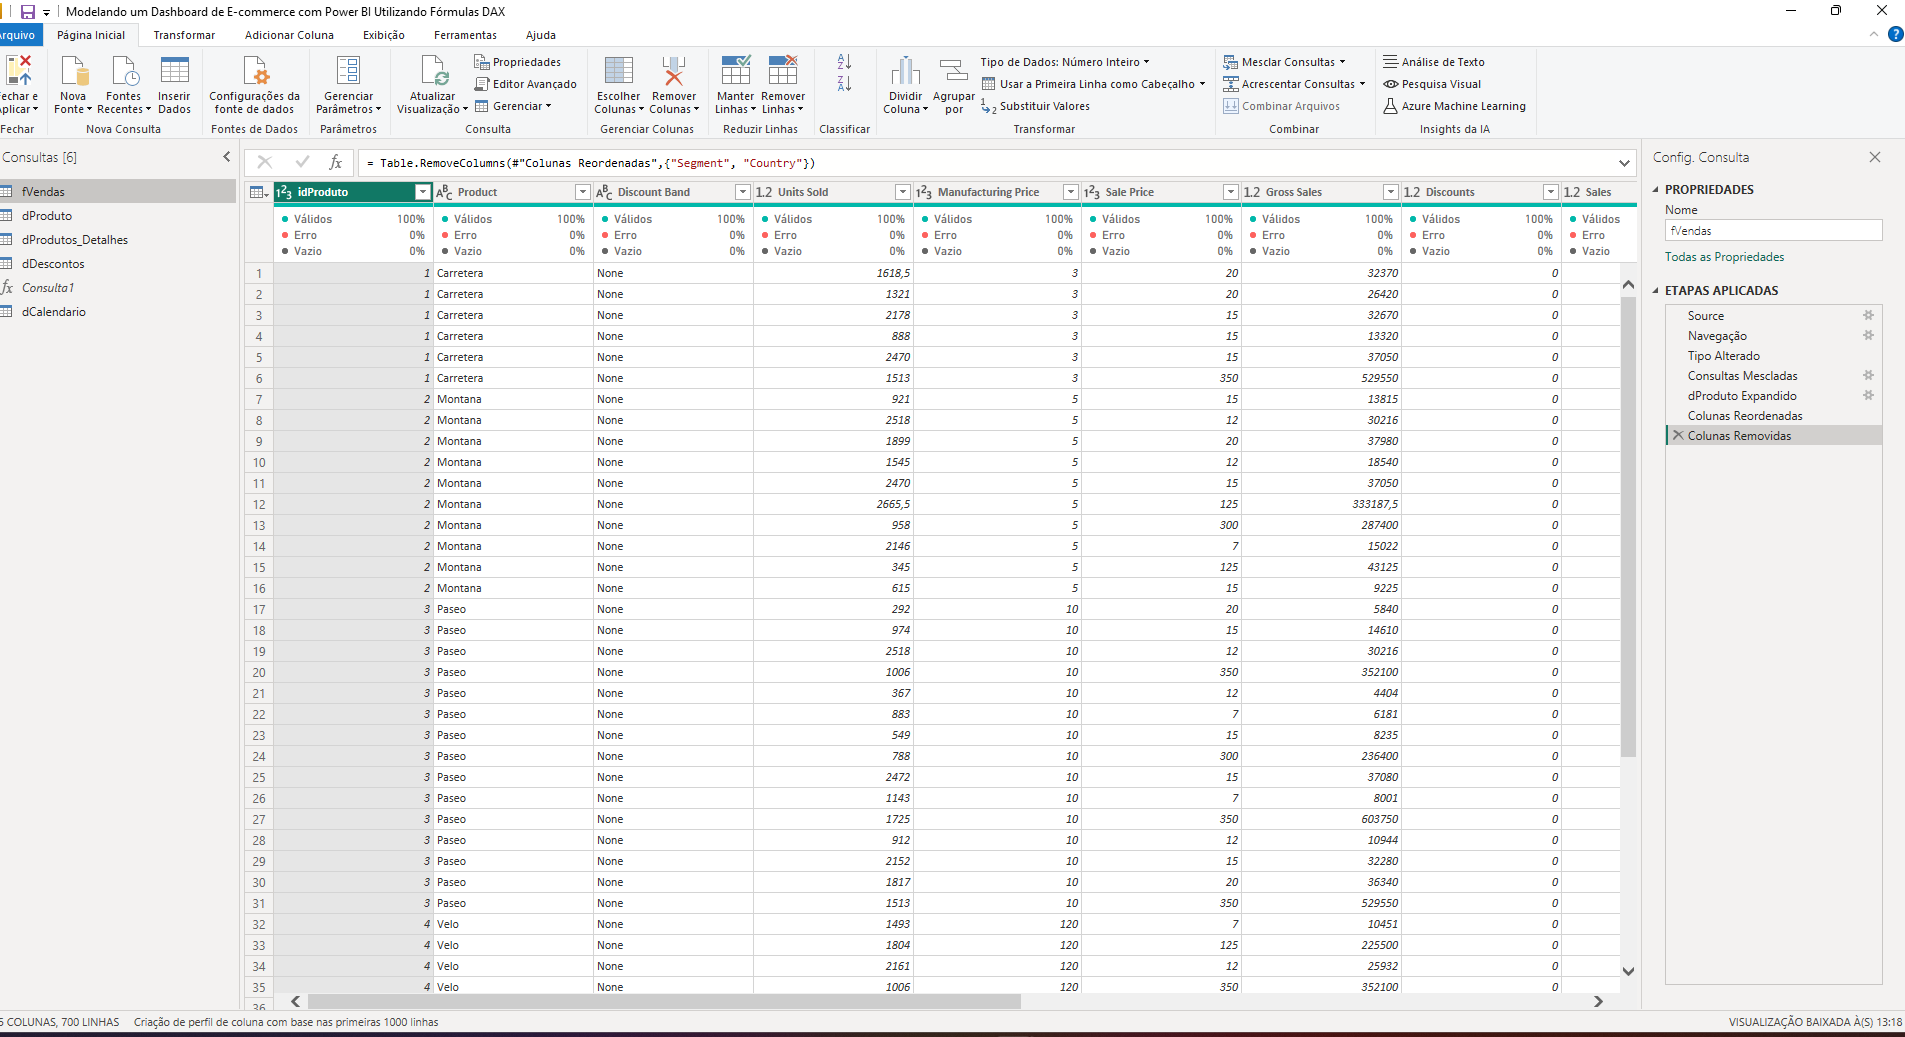 Modelando um Dashboard de E-commerce com Power BI Utilizando Fórmulas DAX
Arquivo Página Inicial Transformar Adicionar Coluna Exibição Ferramentas Ajuda
Fechar e Aplicar
Fechar
Nova Fonte
Fontes Recentes
Inserir Dados
Nova Consulta
Configurações da fonte de dados
Fontes de Dados
Gerenciar Parâmetros
Parâmetros
Atualizar Visualização
Propriedades
Editor Avançado
Gerenciar
Consulta
Escolher Colunas
Remover Colunas
Gerenciar Colunas
Manter Linhas
Remover Linhas
Reduzir Linhas
Classificar
Dividir Coluna
Agrupar por
Tipo de Dados: Número Inteiro
Usar a Primeira Linha como Cabeçalho
Substituir Valores
Transformar
Mesclar Consultas
Acrescentar Consultas
Combinar Arquivos
Combinar
Análise de Texto
Pesquisa Visual
Azure Machine Learning
Insights da IA
Consultas [6]
fVendas
dProduto
dProdutos_Detalhes
dDescontos
Consulta1
dCalendario
= Table.RemoveColumns(#"Colunas Reordenadas",{"Segment", "Country"})
idProduto Product Discount Band Units Sold Manufacturing Price Sale Price Gross Sales Discounts Sales
Válidos 100% Válidos 100% Válidos 100% Válidos 100% Válidos 100% Válidos 100% Válidos 100% Válidos 100% Válidos
Erro 0% Erro 0% Erro 0% Erro 0% Erro 0% Erro 0% Erro 0% Erro 0% Erro
Vazio 0% Vazio 0% Vazio 0% Vazio 0% Vazio 0% Vazio 0% Vazio 0% Vazio 0% Vazio
1 1 Carretera None 1618,5 3 20 32370 0
2 1 Carretera None 1321 3 20 26420 0
3 1 Carretera None 2178 3 15 32670 0
4 1 Carretera None 888 3 15 13320 0
5 1 Carretera None 2470 3 15 37050 0
6 1 Carretera None 1513 3 350 529550 0
7 2 Montana None 921 5 15 13815 0
8 2 Montana None 2518 5 12 30216 0
9 2 Montana None 1899 5 20 37980 0
10 2 Montana None 1545 5 12 18540 0
11 2 Montana None 2470 5 15 37050 0
12 2 Montana None 2665,5 5 125 333187,5 0
13 2 Montana None 958 5 300 287400 0
14 2 Montana None 2146 5 7 15022 0
15 2 Montana None 345 5 125 43125 0
16 2 Montana None 615 5 15 9225 0
17 3 Paseo None 292 10 20 5840 0
18 3 Paseo None 974 10 15 14610 0
19 3 Paseo None 2518 10 12 30216 0
20 3 Paseo None 1006 10 350 352100 0
21 3 Paseo None 367 10 12 4404 0
22 3 Paseo None 883 10 7 6181 0
23 3 Paseo None 549 10 15 8235 0
24 3 Paseo None 788 10 300 236400 0
25 3 Paseo None 2472 10 15 37080 0
26 3 Paseo None 1143 10 7 8001 0
27 3 Paseo None 1725 10 350 603750 0
28 3 Paseo None 912 10 12 10944 0
29 3 Paseo None 2152 10 15 32280 0
30 3 Paseo None 1817 10 20 36340 0
31 3 Paseo None 1513 10 350 529550 0
32 4 Velo None 1493 120 7 10451 0
33 4 Velo None 1804 120 125 225500 0
34 4 Velo None 2161 120 12 25932 0
35 4 Velo None 1006 120 350 352100 0
36
Config. Consulta
PROPRIEDADES
Nome
fVendas
Todas as Propriedades
ETAPAS APLICADAS
Source
Navegação
Tipo Alterado
Consultas Mescladas
dProduto Expandido
Colunas Reordenadas
Colunas Removidas
COLUNAS, 700 LINHAS Criação de perfil de coluna com base nas primeiras 1000 linhas
VISUALIZAÇÃO BAIXADA À(S) 13:18